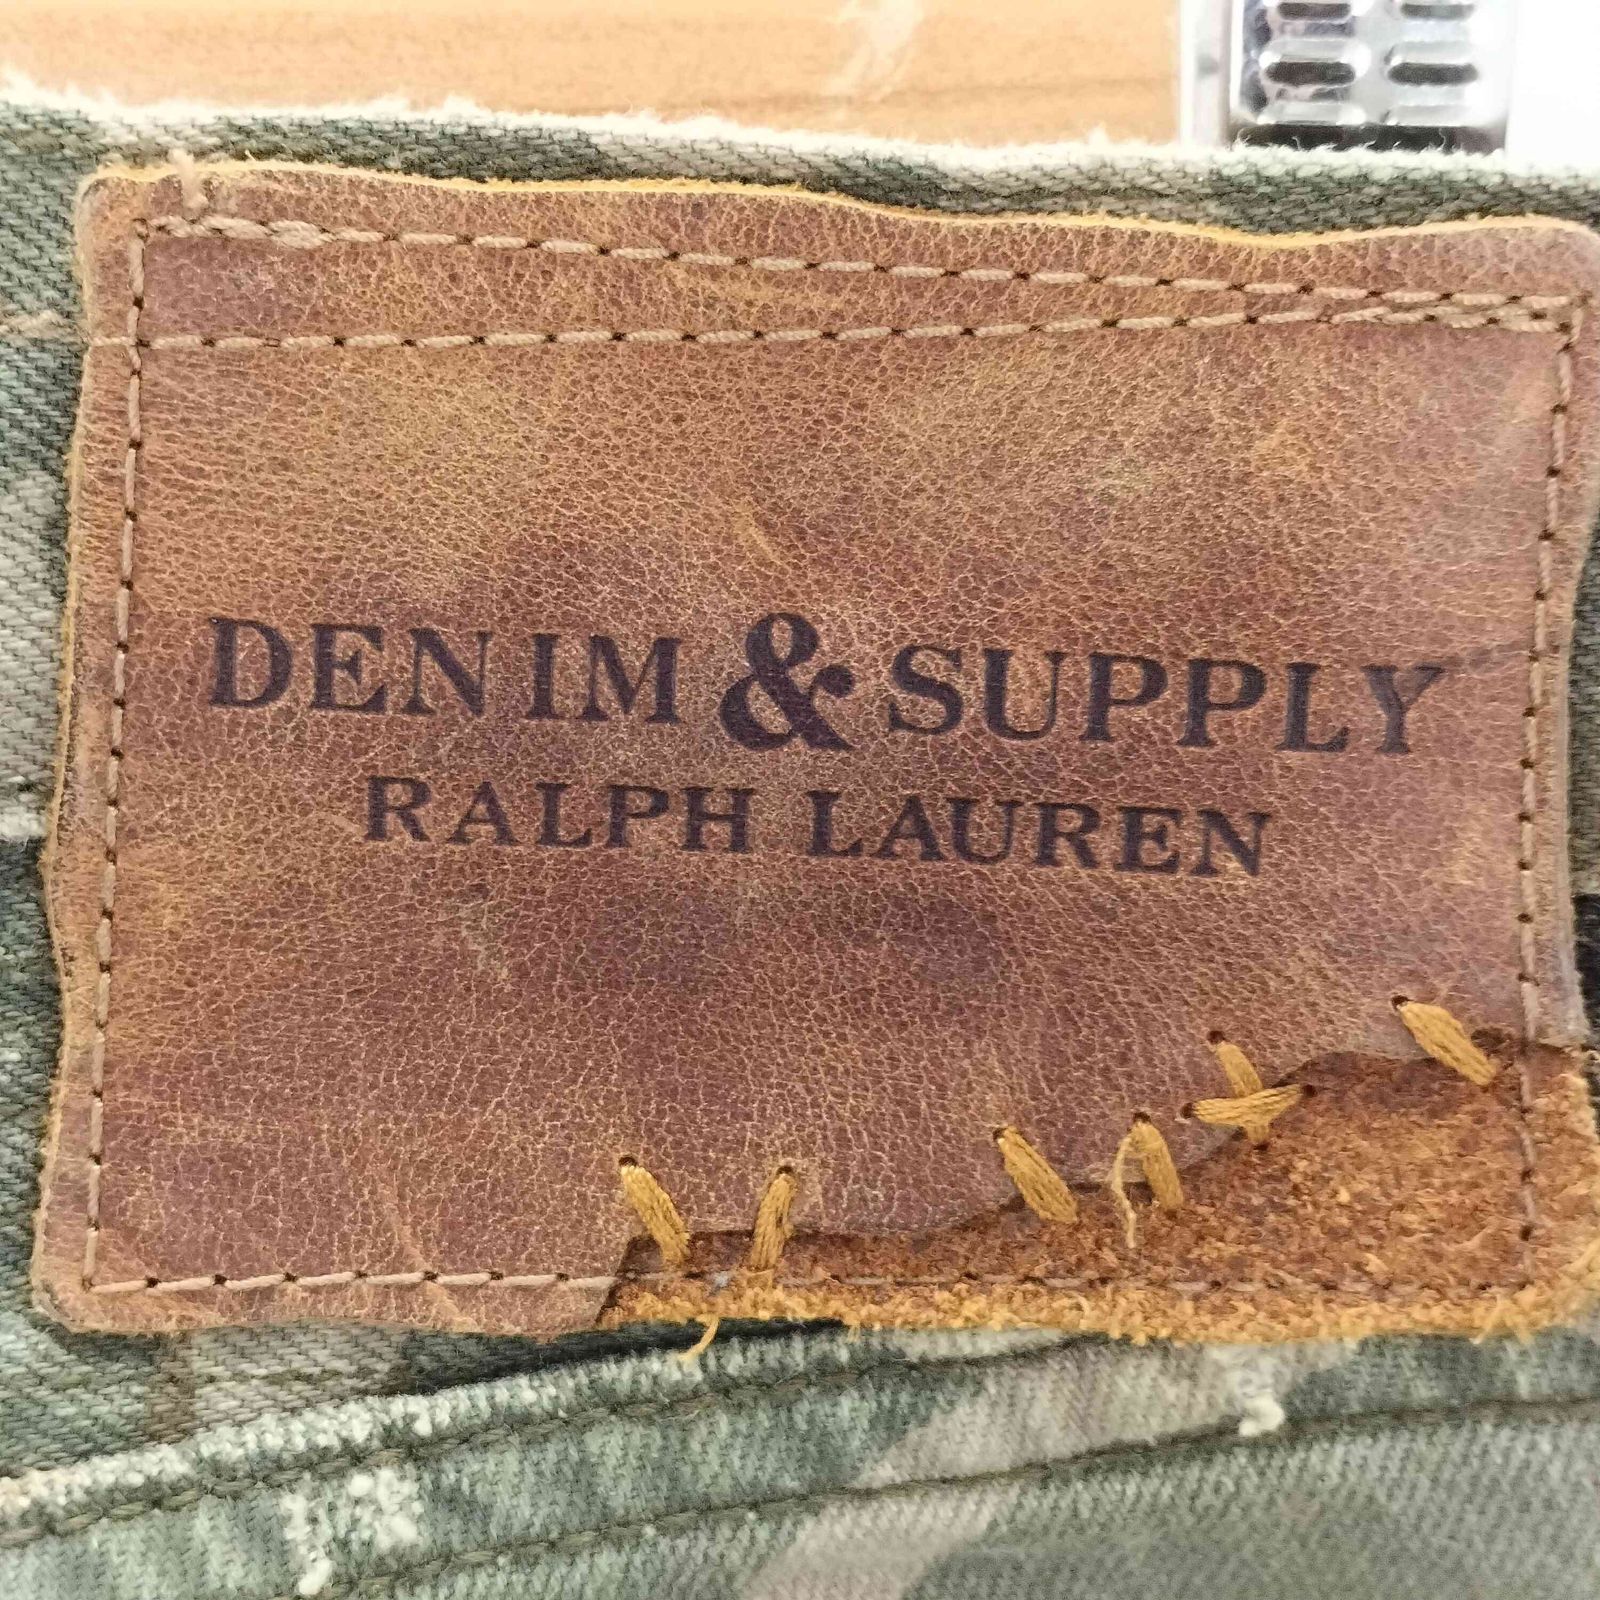 DENIM & SUPPLY
RALPH LAUREN